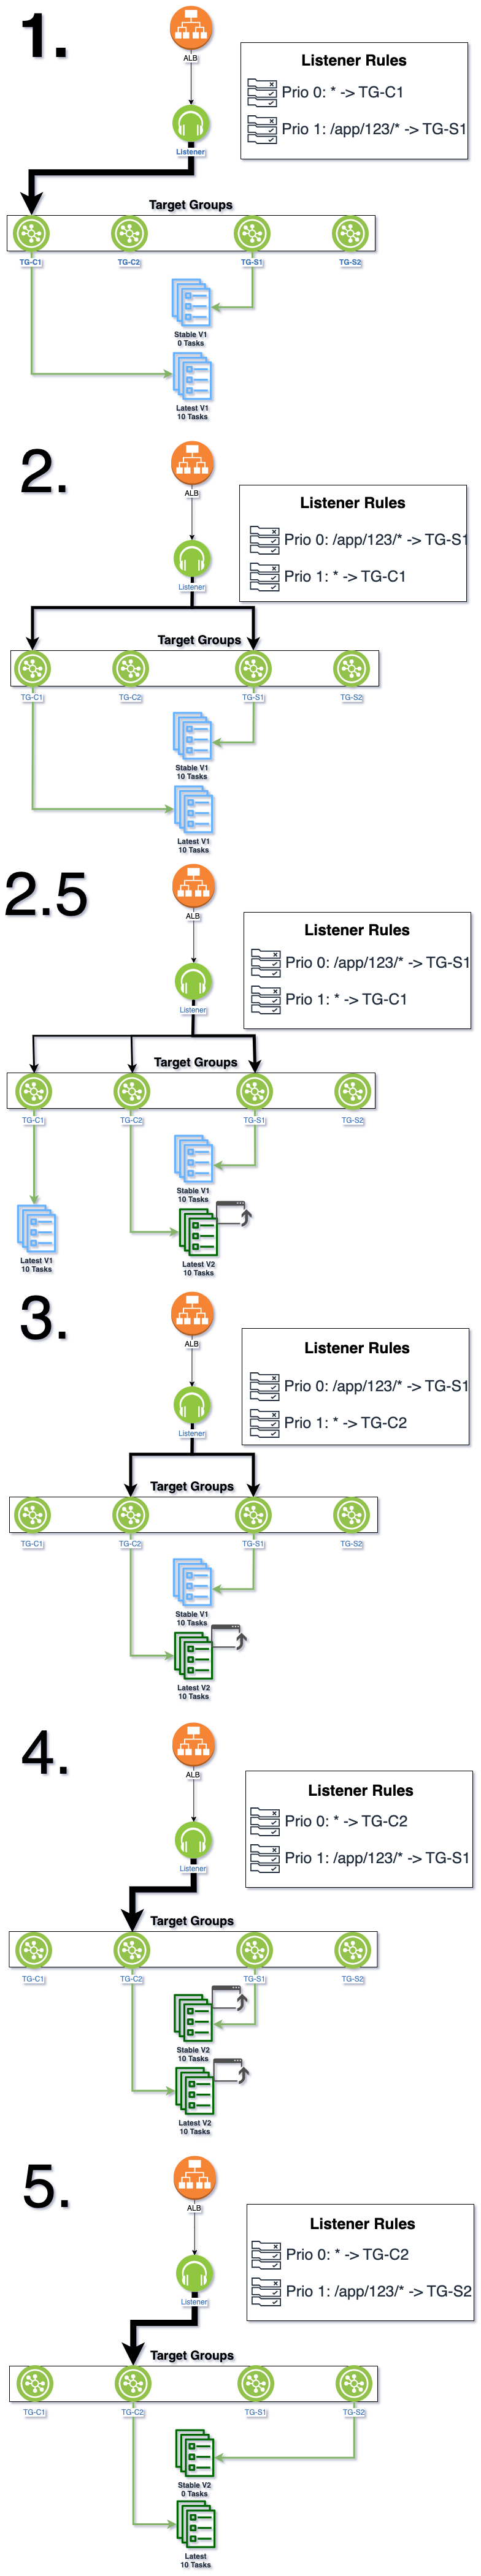 1.
ALB
Listener
Listener Rules
Prio 0: * -> TG-C1
Prio 1: /app/123/* -> TG-S1
Target Groups
TG-C1
TG-C2
TG-S1
TG-S2
Stable V1
0 Tasks
Latest V1
10 Tasks
2.
ALB
Listener
Listener Rules
Prio 0: /app/123/* -> TG-S1
Prio 1: * -> TG-C1
Target Groups
TG-C1
TG-C2
TG-S1
TG-S2
Stable V1
10 Tasks
Latest V1
10 Tasks
2.5
ALB
Listener
Listener Rules
Prio 0: /app/123/* -> TG-S1
Prio 1: * -> TG-C1
Target Groups
TG-C1
TG-C2
TG-S1
TG-S2
Stable V1
10 Tasks
Latest V1
10 Tasks
Latest V2
10 Tasks
3.
ALB
Listener
Listener Rules
Prio 0: /app/123/* -> TG-S1
Prio 1: * -> TG-C2
Target Groups
TG-C1
TG-C2
TG-S1
TG-S2
Stable V1
10 Tasks
Latest V2
10 Tasks
4.
ALB
Listener
Listener Rules
Prio 0: * -> TG-C2
Prio 1: /app/123/* -> TG-S1
Target Groups
TG-C1
TG-C2
TG-S1
TG-S2
Stable V2
10 Tasks
Latest V2
10 Tasks
5.
ALB
Listener
Listener Rules
Prio 0: * -> TG-C2
Prio 1: /app/123/* -> TG-S2
Target Groups
TG-C1
TG-C2
TG-S1
TG-S2
Stable V2
0 Tasks
Latest
10 Tasks